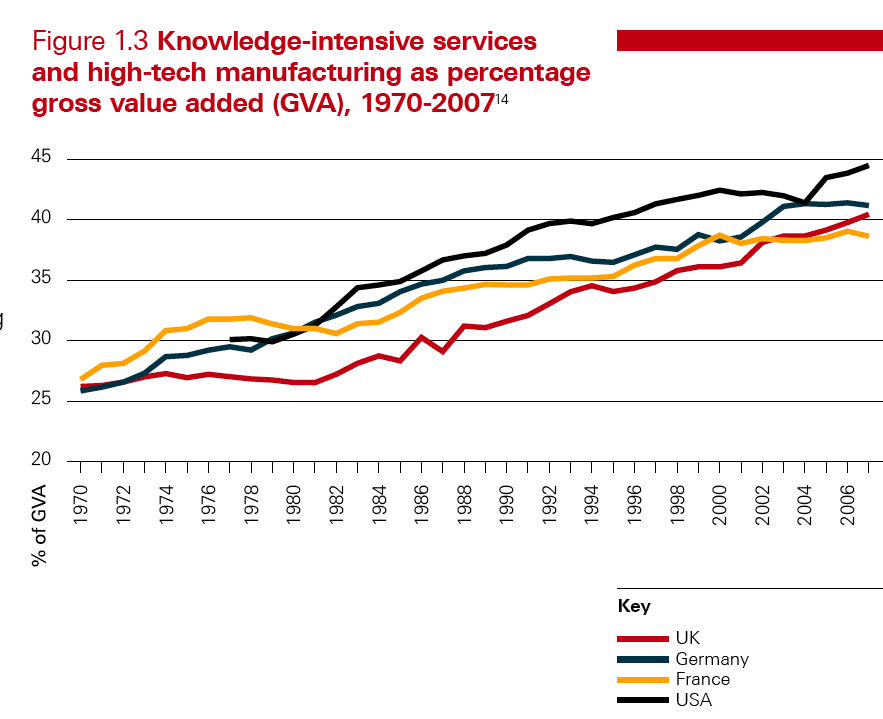 Figure 1.3 Knowledge-intensive services
and high-tech manufacturing as percentage
gross value added (GVA), 1970-2007¹⁴
45
40
35
g
30
25
20
% of GVA
1970
1972
1974
1976
1978
1980
1982
1984
1986
1988
1990
1992
1994
1996
1998
2000
2002
2004
2006
Key
UK
Germany
France
USA